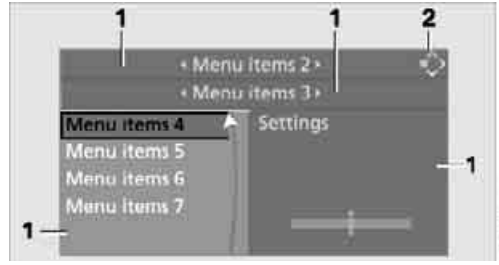 1 1 2
Menu items 2
Menu items 3
Menu items 4 Settings
Menu items 5
Menu items 6
Menu items 7
1
1